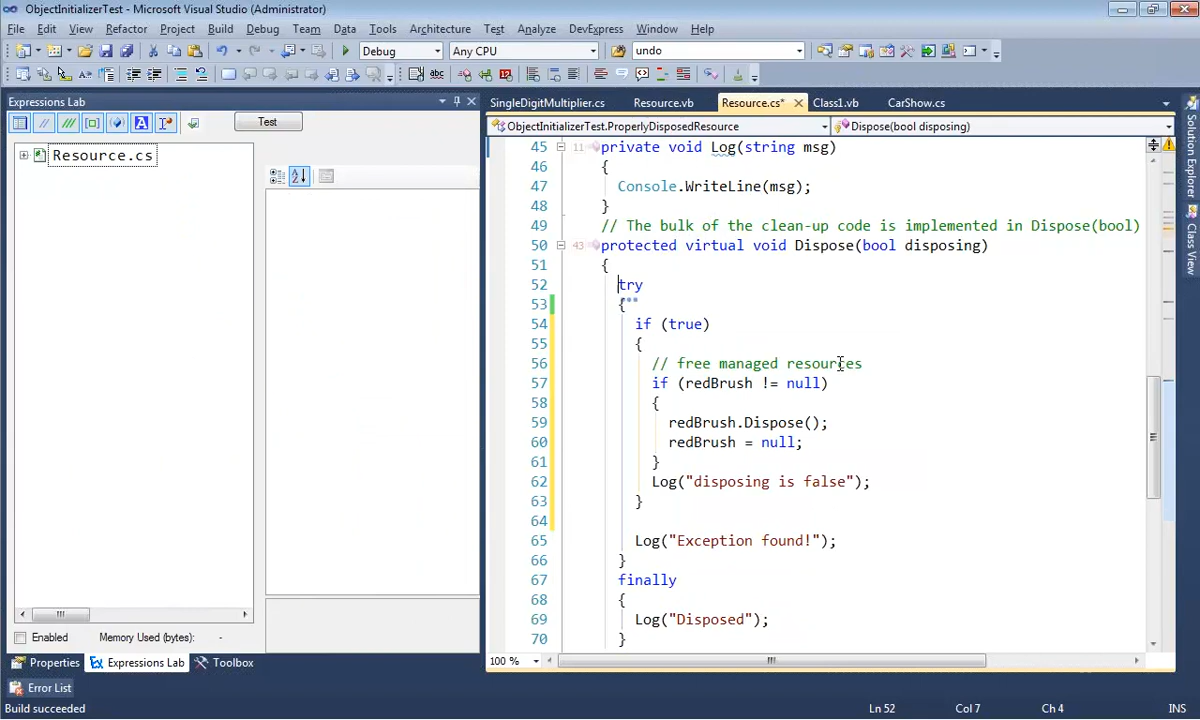 ObjectInitializerTest - Microsoft Visual Studio (Administrator)
File Edit View Refactor Project Build Debug Team Data Tools Architecture Test Analyze DevExpress Window Help
Debug Any CPU undo
Expressions Lab
Test
Resource.cs
Enabled Memory Used (bytes): -
Properties Expressions Lab Toolbox
Error List
SingleDigitMultiplier.cs Resource.vb Resource.cs* Class1.vb CarShow.cs
ObjectInitializerTest.ProperlyDisposedResource Dispose(bool disposing)
45 11 private void Log(string msg)
46 {
47 Console.WriteLine(msg);
48 }
49 // The bulk of the clean-up code is implemented in Dispose(bool)
50 43 protected virtual void Dispose(bool disposing)
51 {
52 try
53 {
54 if (true)
55 {
56 // free managed resources
57 if (redBrush != null)
58 {
59 redBrush.Dispose();
60 redBrush = null;
61 }
62 Log("disposing is false");
63 }
64
65 Log("Exception found!");
66 }
67 finally
68 {
69 Log("Disposed");
70 }
100 %
Solution Explorer
Class View
Build succeeded Ln 52 Col 7 Ch 4 INS